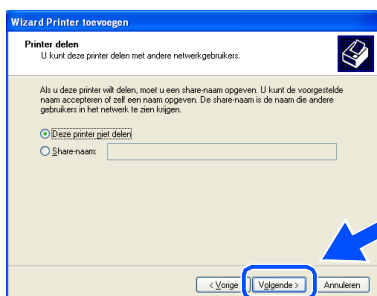 Wizard Printer toevoegen
Printer delen
U kunt deze printer delen met andere netwerkgebruikers.
Als u deze printer wilt delen, moet u een share-naam opgeven. U kunt de voorgestelde
naam accepteren of zelf een naam opgeven. De share-naam is de naam die andere
gebruikers in het netwerk te zien krijgen.
Deze printer niet delen
Share-naam:
< Vorige
Volgende >
Annuleren